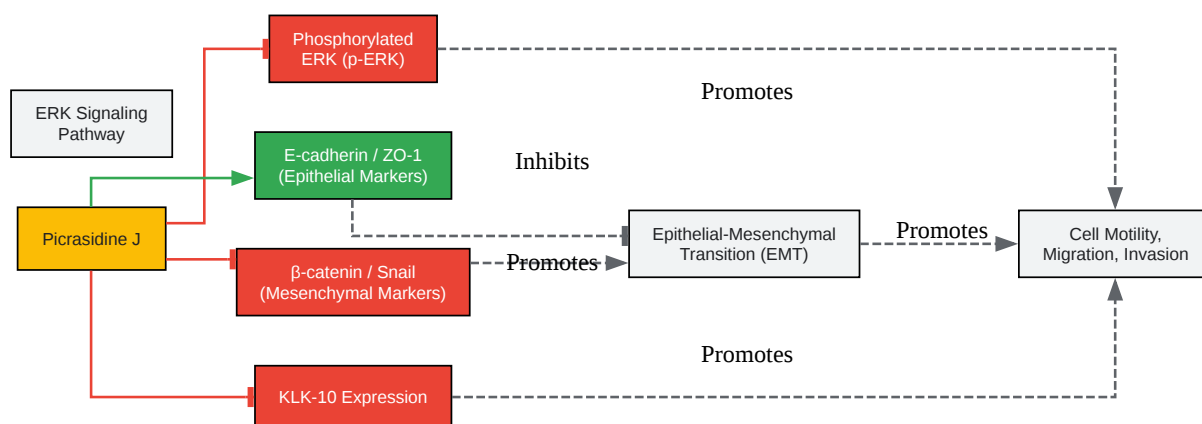 Phosphorylated
ERK (p-ERK)
Promotes
ERK Signaling
Pathway
E-cadherin / ZO-1
(Epithelial Markers)
Inhibits
Picrasidine J
Epithelial-Mesenchymal
Transition (EMT)
Promotes
Cell Motility,
Migration, Invasion
β-catenin / Snail
(Mesenchymal Markers)
Promotes
Promotes
KLK-10 Expression